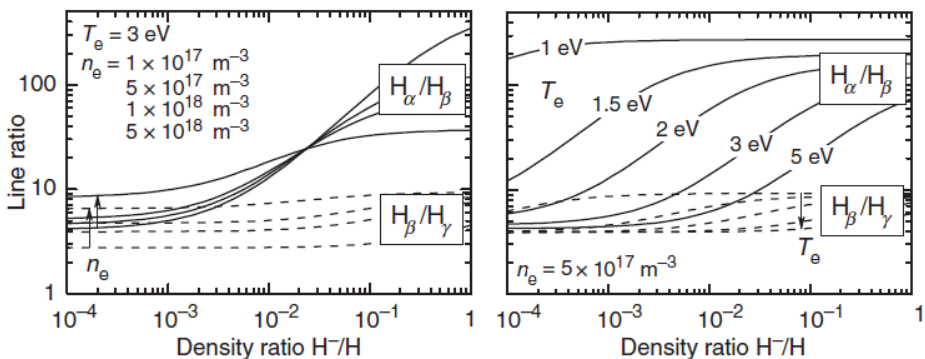 Tₑ = 3 eV
nₑ = 1 × 10¹⁷ m⁻³
5 × 10¹⁷ m⁻³
1 × 10¹⁸ m⁻³
5 × 10¹⁸ m⁻³
Hα/Hβ
Hβ/Hγ
nₑ
Line ratio
100
10
1
10⁻⁴ 10⁻³ 10⁻² 10⁻¹ 1
Density ratio H⁻/H
1 eV
Tₑ
1.5 eV
2 eV
3 eV
5 eV
Hα/Hβ
Hβ/Hγ
Tₑ
nₑ = 5 × 10¹⁷ m⁻³
10⁻⁴ 10⁻³ 10⁻² 10⁻¹ 1
Density ratio H⁻/H